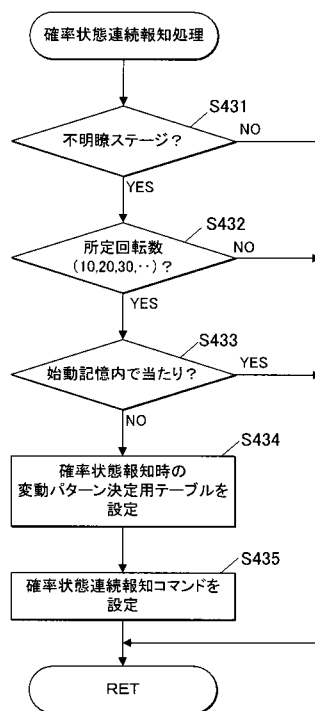 確率状態連続報知処理
S431
不明瞭ステージ？
NO
YES
S432
所定回転数
(10,20,30,‥)？
NO
YES
S433
始動記憶内で当たり？
YES
NO
S434
確率状態報知時の
変動パターン決定用テーブルを
設定
S435
確率状態連続報知コマンドを
設定
RET